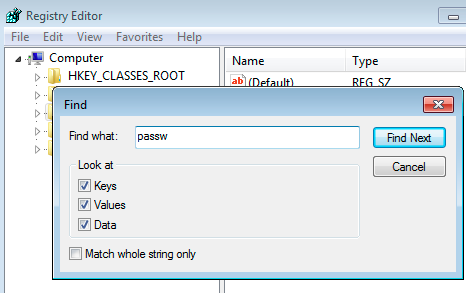 Registry Editor
File Edit View Favorites Help
Computer
HKEY_CLASSES_ROOT
Name Type
(Default) REG_SZ
Find
Find what: passw
Find Next
Look at
Cancel
Keys
Values
Data
Match whole string only